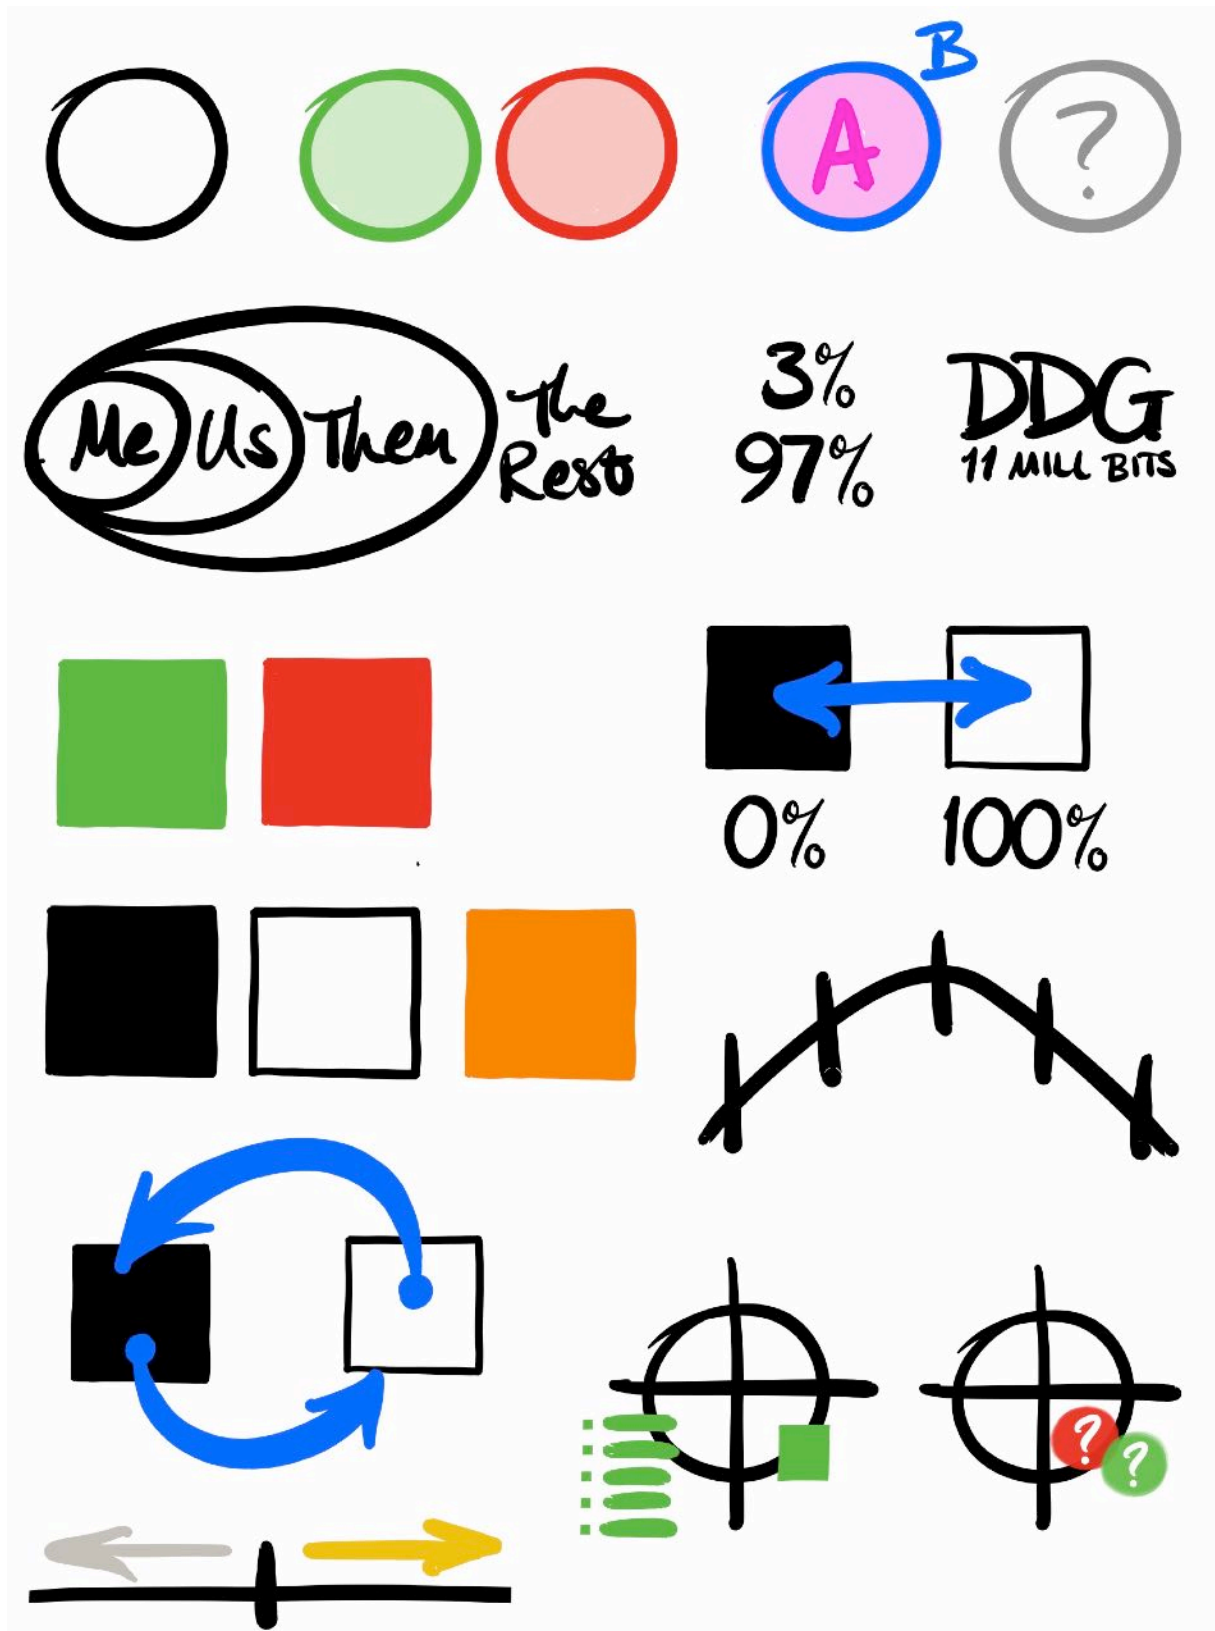 B
A
?
Me Us Them The Rest
3%
97%
DDG
11 MILL BITS
0% 100%
? ?